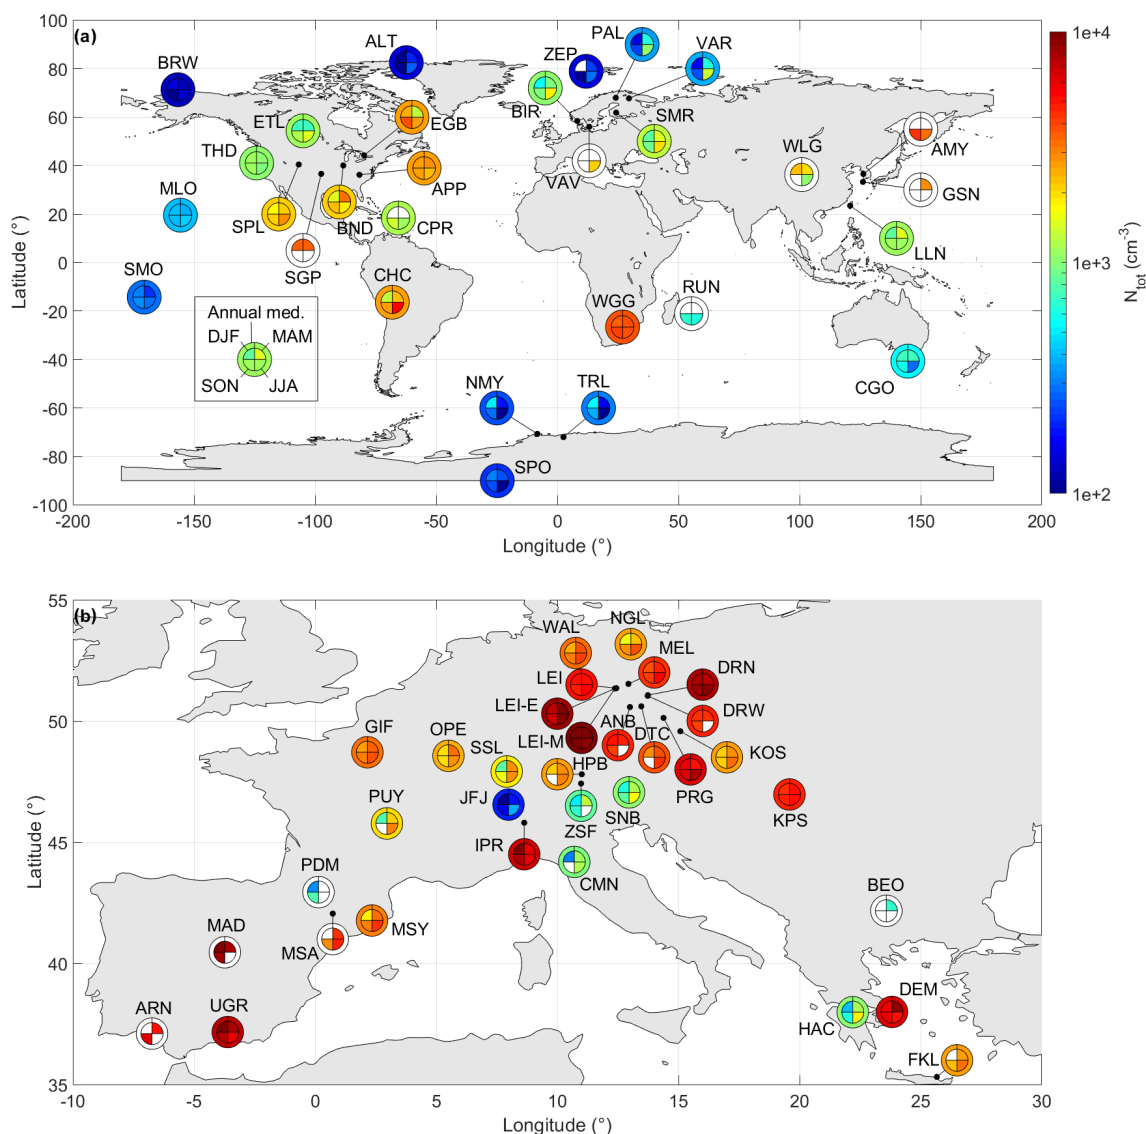 (a)
100
80
60
40
20
0
-20
-40
-60
-80
-100
Latitude (°)
-200
-150
-100
-50
0
50
100
150
200
Longitude (°)
BRW
ALT
ZEP
PAL
VAR
BIR
ETL
EGB
SMR
THD
VAV
WLG
AMY
APP
GSN
MLO
SPL
BND
CPR
LLN
SGP
SMO
CHC
WGG
RUN
Annual med.
DJF
MAM
SON
JJA
CGO
NMY
TRL
SPO
1e+4
1e+3
1e+2
N_tot (cm⁻³)
(b)
55
50
45
40
35
Latitude (°)
-10
-5
0
5
10
15
20
25
30
Longitude (°)
WAL
NGL
MEL
LEI
DRN
LEI-E
DRW
GIF
OPE
LEI-M
ANB
DTC
SSL
HPB
KOS
JFJ
PRG
PUY
ZSF
SNB
KPS
IPR
CMN
PDM
BEO
MAD
MSA
MSY
ARN
UGR
HAC
DEM
FKL